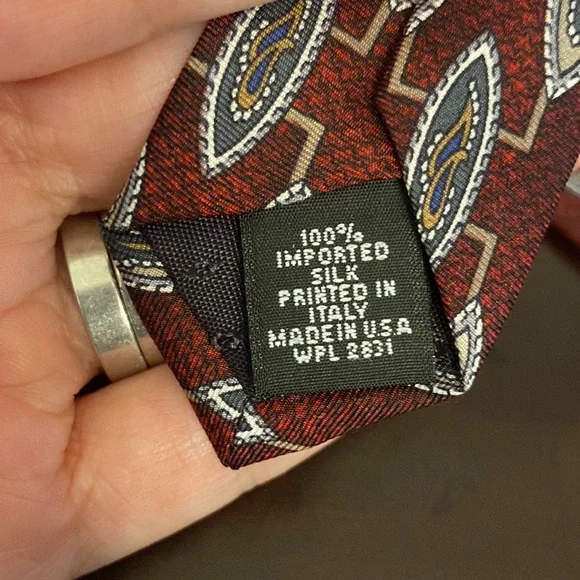 100%
IMPORTED
SILK
PRINTED IN
ITALY
MADE IN U.S.A
WPL 2831